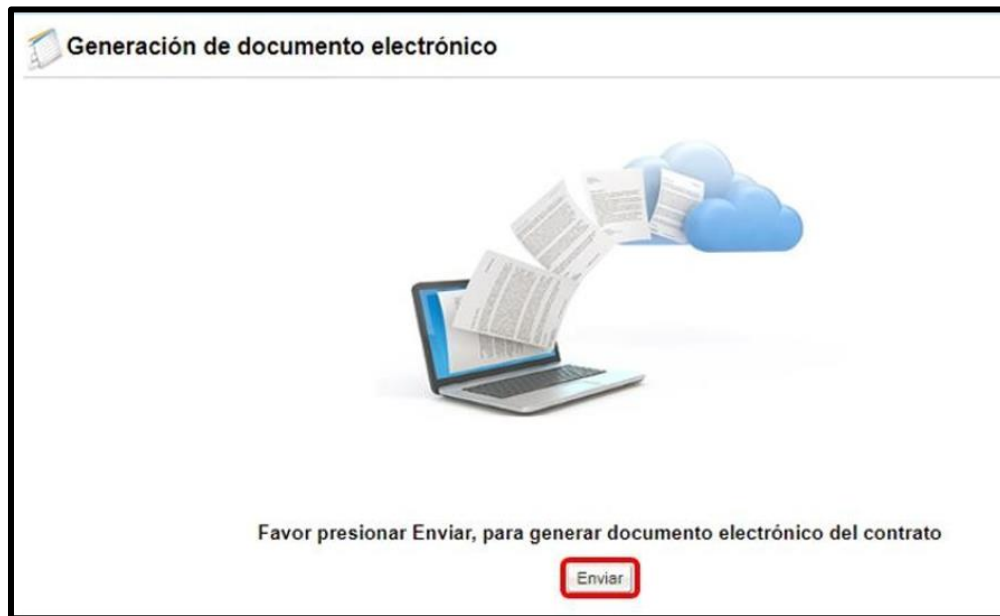 Generación de documento electrónico
Favor presionar Enviar, para generar documento electrónico del contrato
Enviar